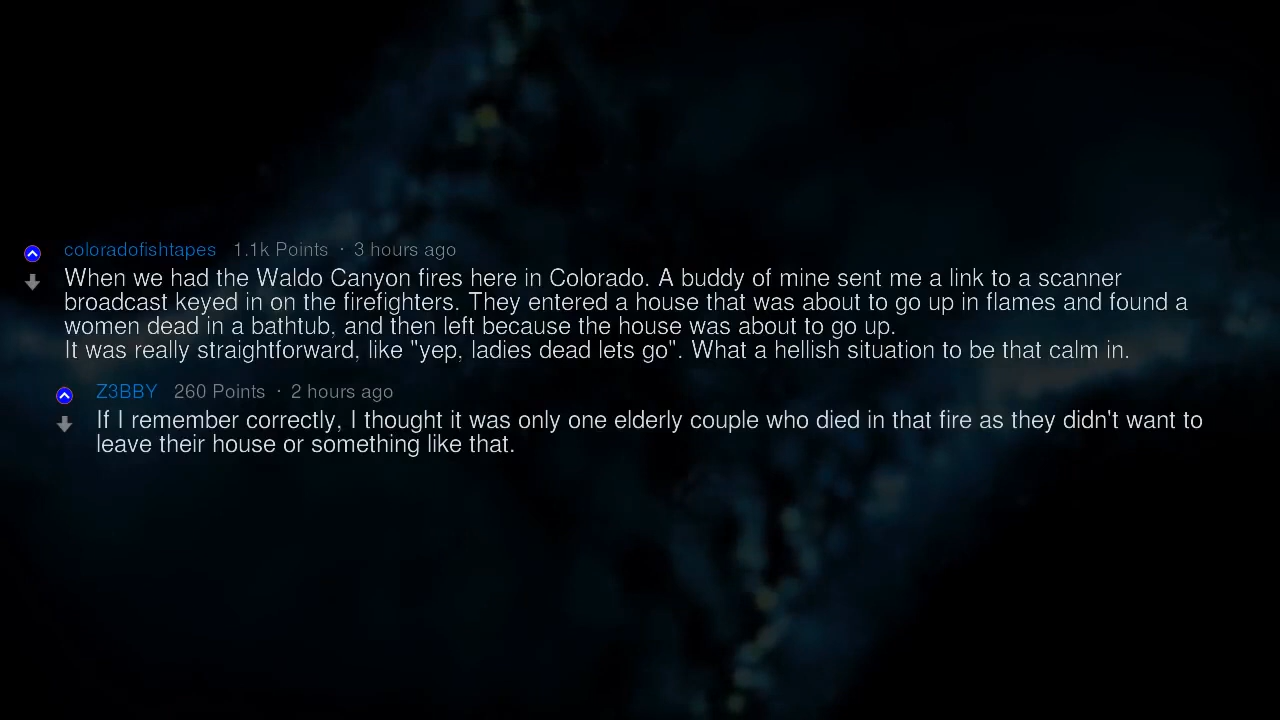 coloradofishtapes 1.1k Points · 3 hours ago
When we had the Waldo Canyon fires here in Colorado. A buddy of mine sent me a link to a scanner
broadcast keyed in on the firefighters. They entered a house that was about to go up in flames and found a
women dead in a bathtub, and then left because the house was about to go up.
It was really straightforward, like "yep, ladies dead lets go". What a hellish situation to be that calm in.
Z3BBY 260 Points · 2 hours ago
If I remember correctly, I thought it was only one elderly couple who died in that fire as they didn't want to
leave their house or something like that.